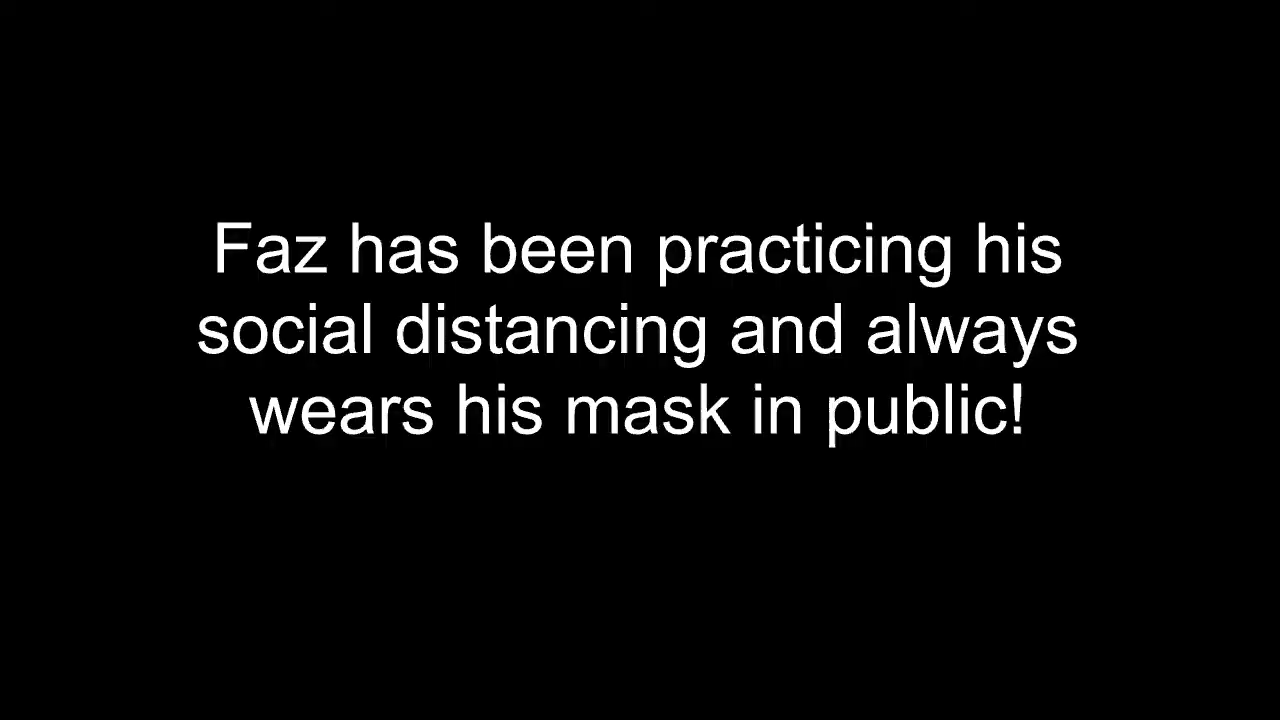 Faz has been practicing his
social distancing and always
wears his mask in public!